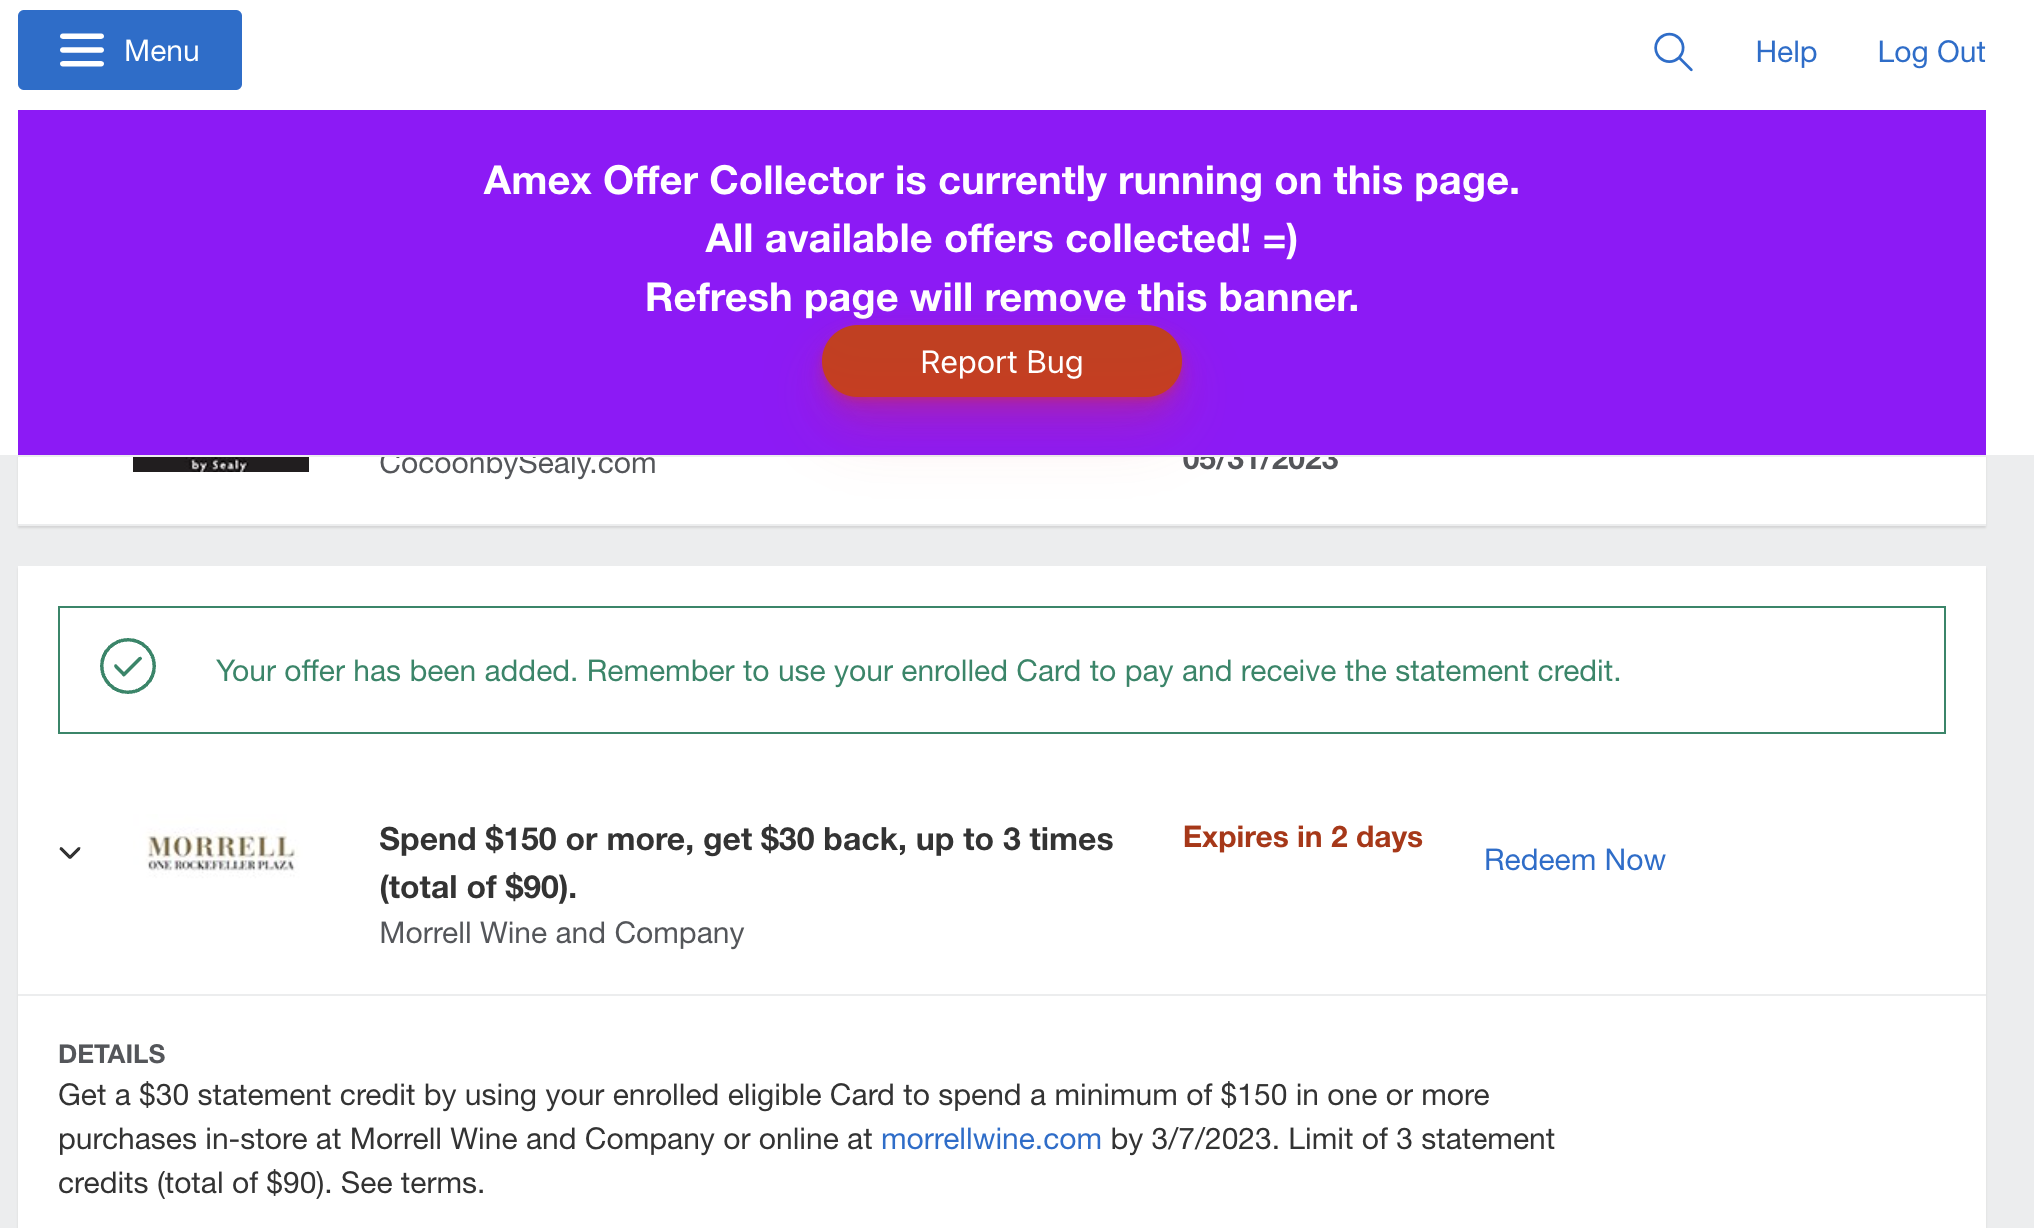 Menu
Help
Log Out
Amex Offer Collector is currently running on this page.
All available offers collected! =)
Refresh page will remove this banner.
Report Bug
by Sealy
CocoonbySealy.com
05/31/2023
Your offer has been added. Remember to use your enrolled Card to pay and receive the statement credit.
MORRELL
ONE ROCKEFELLER PLAZA
Spend $150 or more, get $30 back, up to 3 times
(total of $90).
Morrell Wine and Company
Expires in 2 days
Redeem Now
DETAILS
Get a $30 statement credit by using your enrolled eligible Card to spend a minimum of $150 in one or more
purchases in-store at Morrell Wine and Company or online at morrellwine.com by 3/7/2023. Limit of 3 statement
credits (total of $90). See terms.